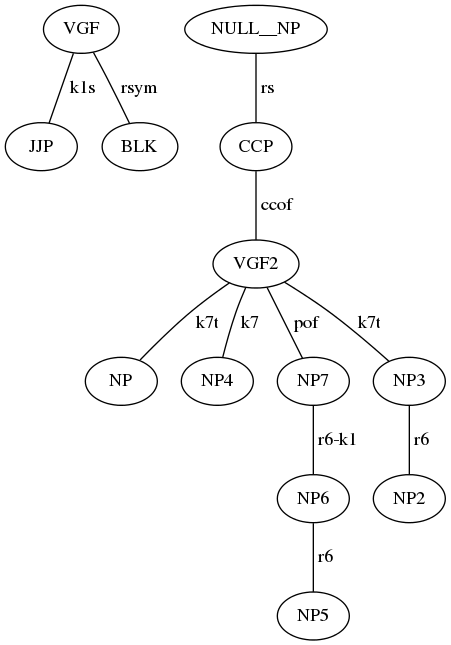 VGF NULL__NP
k1s rsym rs
JJP BLK CCP
ccof
VGF2
k7t k7 pof k7t
NP NP4 NP7 NP3
r6-k1 r6
NP6 NP2
r6
NP5